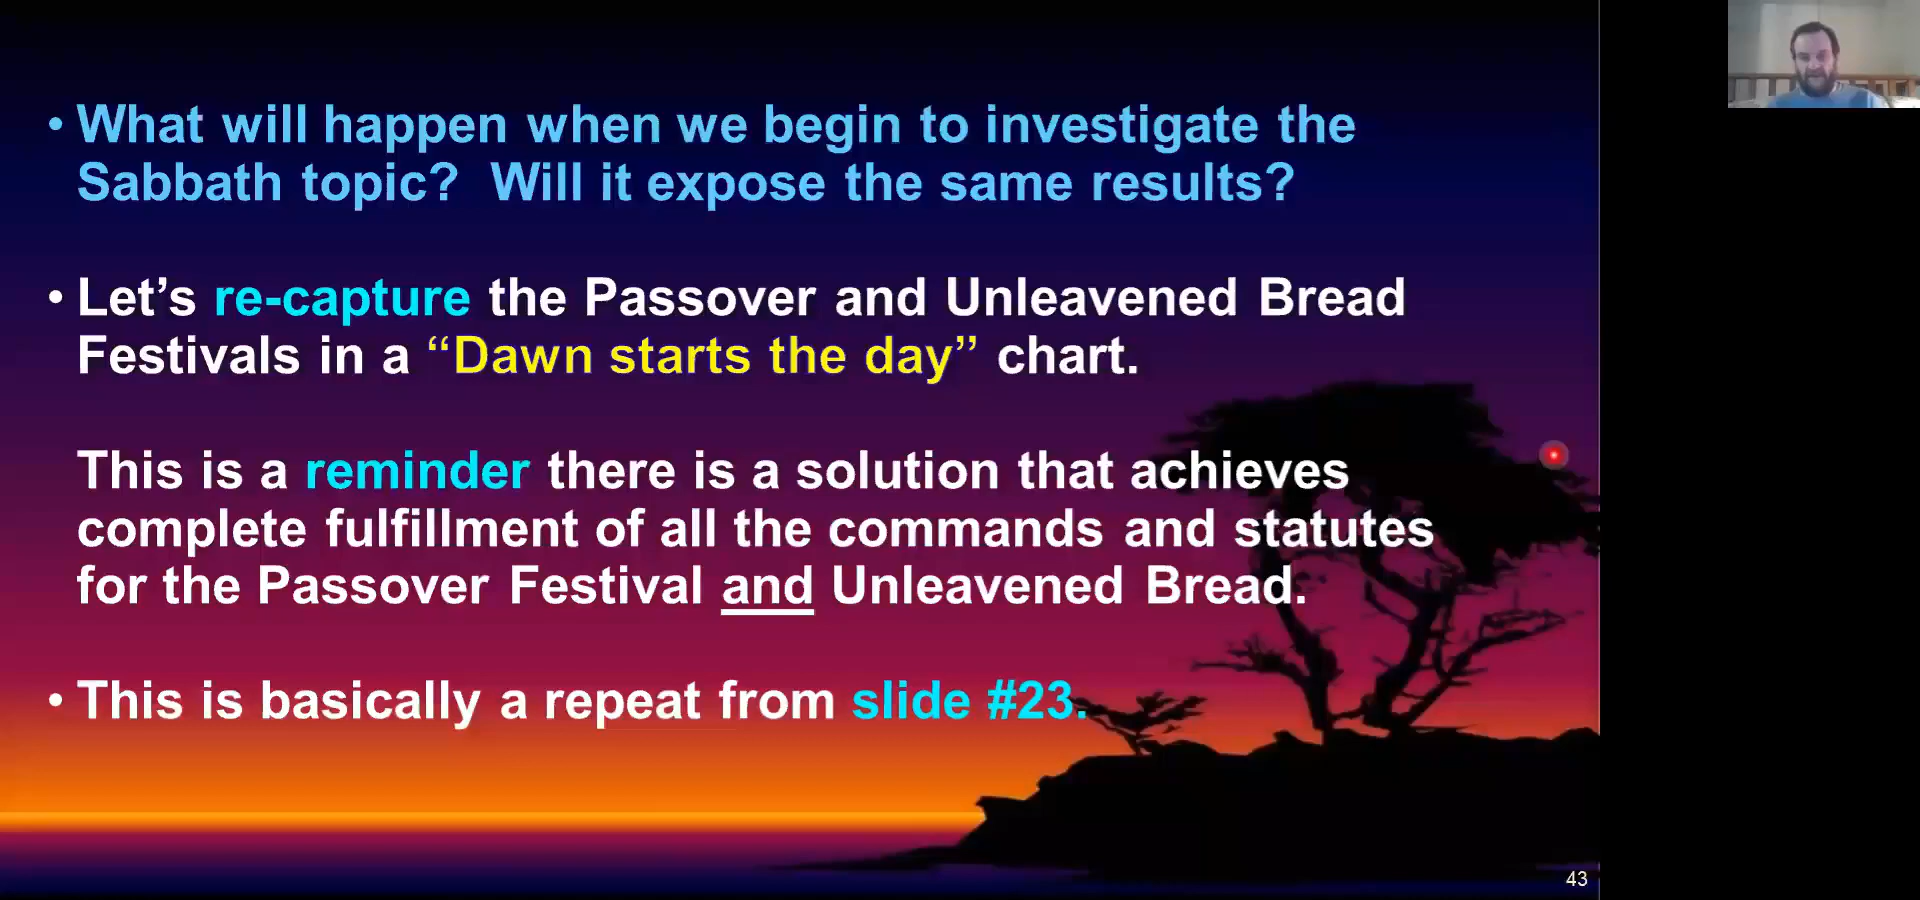 • What will happen when we begin to investigate the
Sabbath topic?  Will it expose the same results?
• Let’s re-capture the Passover and Unleavened Bread
Festivals in a “Dawn starts the day” chart.
This is a reminder there is a solution that achieves
complete fulfillment of all the commands and statutes
for the Passover Festival and Unleavened Bread.
• This is basically a repeat from slide #23.
43